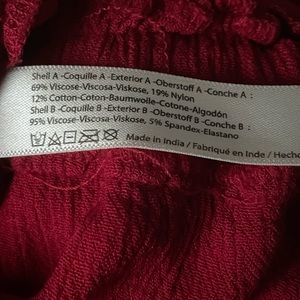 Shell A -Coquille A -Exterior A -Oberstoff A -Conche A :
69% Viscose-Viscosa-Viskose, 19% Nylon
12% Cotton-Coton-Baumwolle-Cotone-Algodón
Shell B -Coquille B -Exterior B -Oberstoff B -Conche B :
95% Viscose-Viscosa-Viskose, 5% Spandex-Elastano
Made in India / Fabriqué en Inde / Hecho